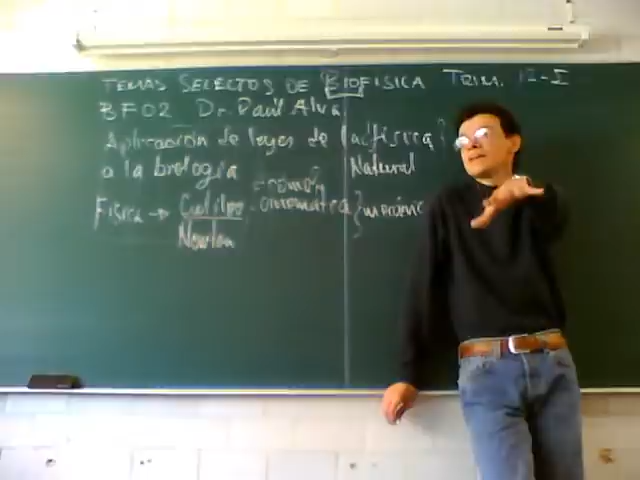 TEMAS SELECTOS DE BIOFISICA TRIM. 12-I
BF02 Dr. Raúl Alva
Aplicación de leyes de la física
a la biología Natural
Física → Galileo cinemática
Newton